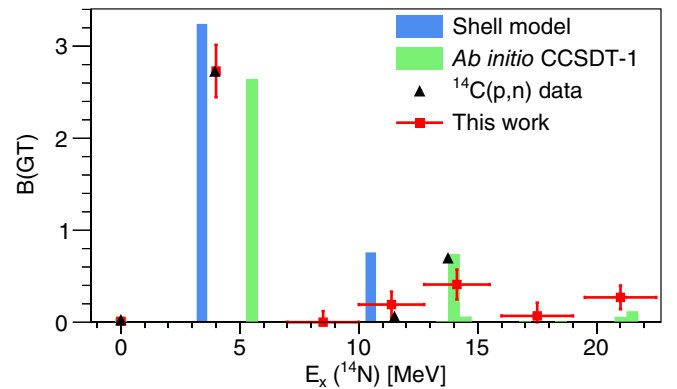 Shell model
Ab initio CCSDT-1
¹⁴C(p,n) data
This work
B(GT)
3
2
1
0
0 5 10 15 20
Eₓ (¹⁴N) [MeV]